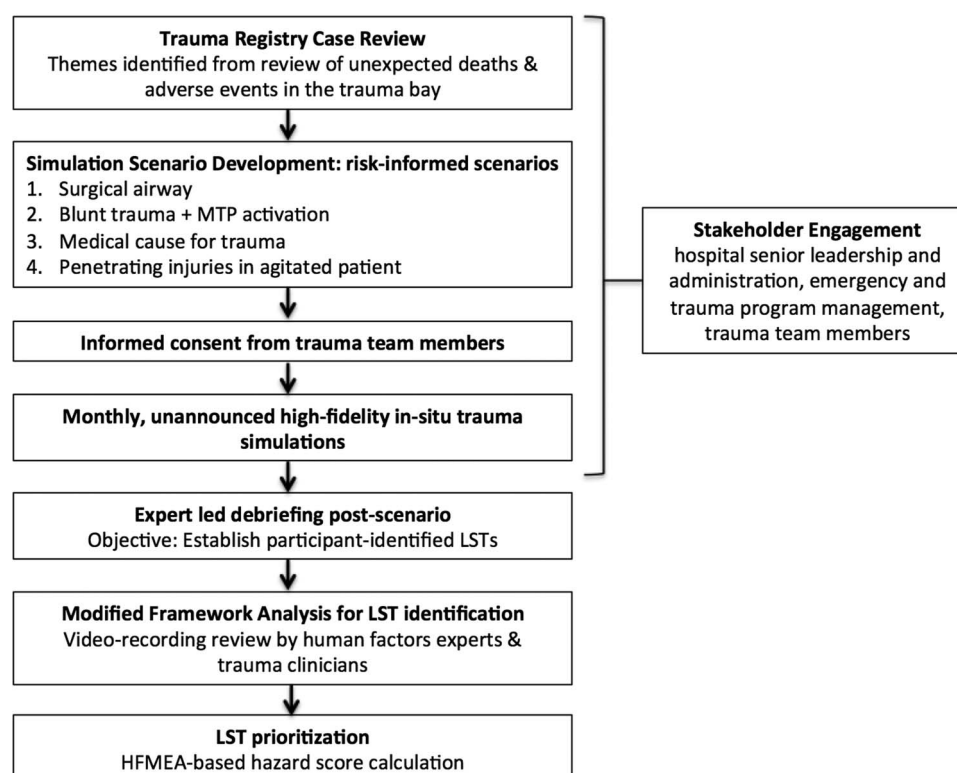 Trauma Registry Case Review
Themes identified from review of unexpected deaths &
adverse events in the trauma bay
Simulation Scenario Development: risk-informed scenarios
1. Surgical airway
2. Blunt trauma + MTP activation
3. Medical cause for trauma
4. Penetrating injuries in agitated patient
Informed consent from trauma team members
Monthly, unannounced high-fidelity in-situ trauma
simulations
Stakeholder Engagement
hospital senior leadership and
administration, emergency and
trauma program management,
trauma team members
Expert led debriefing post-scenario
Objective: Establish participant-identified LSTs
Modified Framework Analysis for LST identification
Video-recording review by human factors experts &
trauma clinicians
LST prioritization
HFMEA-based hazard score calculation